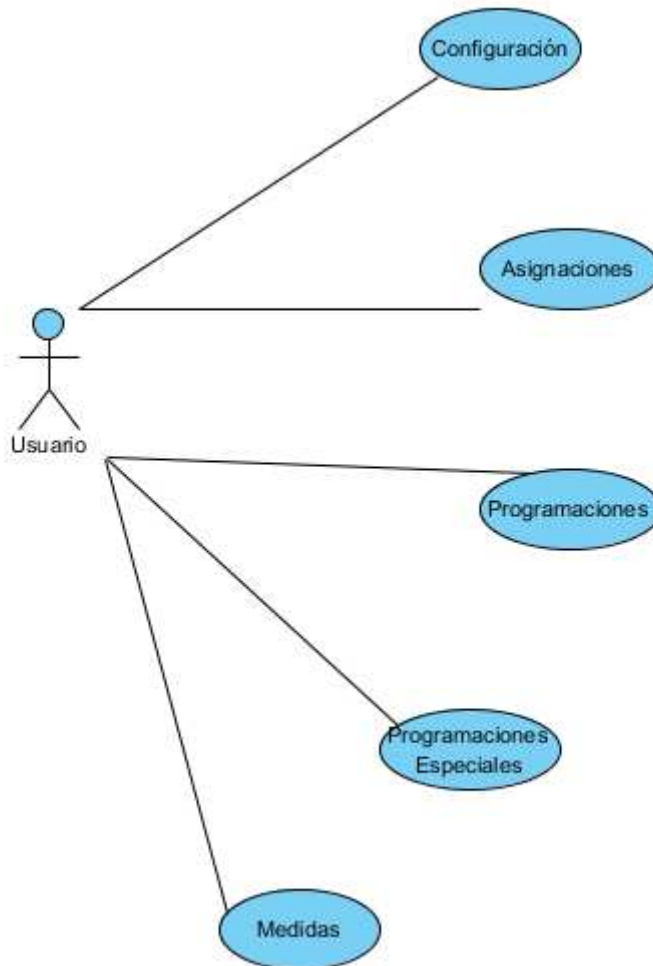 Configuración
Asignaciones
Usuario
Programaciones
Programaciones
Especiales
Medidas